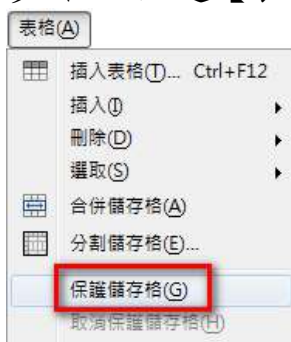 表格(A)
插入表格(T)... Ctrl+F12
插入(I)
刪除(D)
選取(S)
合併儲存格(A)
分割儲存格(E)...
保護儲存格(G)
取消保護儲存格(H)